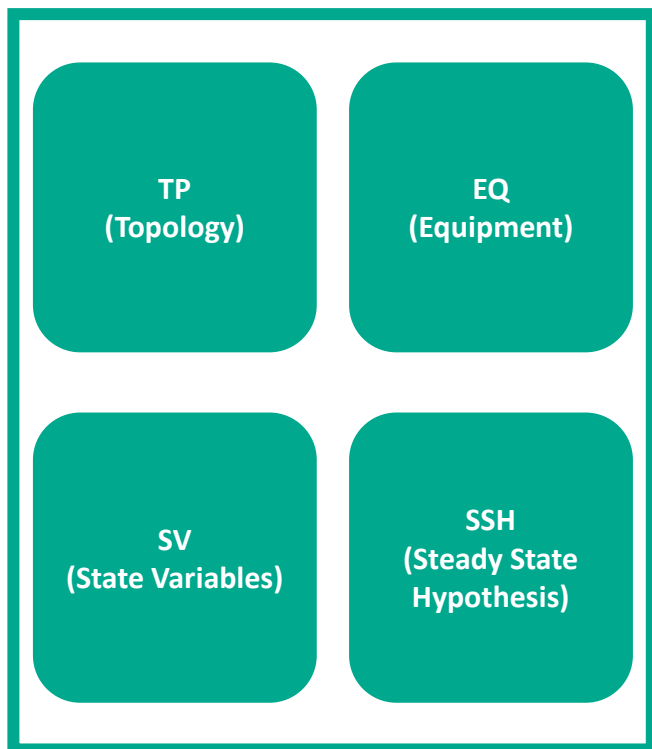 TP
(Topology)
EQ
(Equipment)
SV
(State Variables)
SSH
(Steady State
Hypothesis)